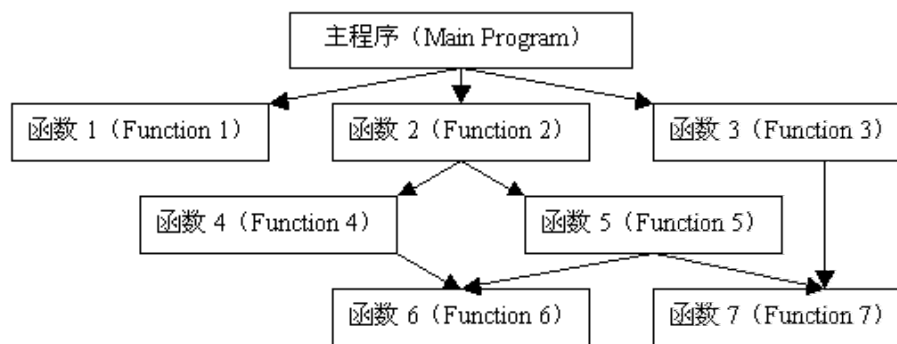 主程序（Main Program）
函数 1（Function 1）
函数 2（Function 2）
函数 3（Function 3）
函数 4（Function 4）
函数 5（Function 5）
函数 6（Function 6）
函数 7（Function 7）